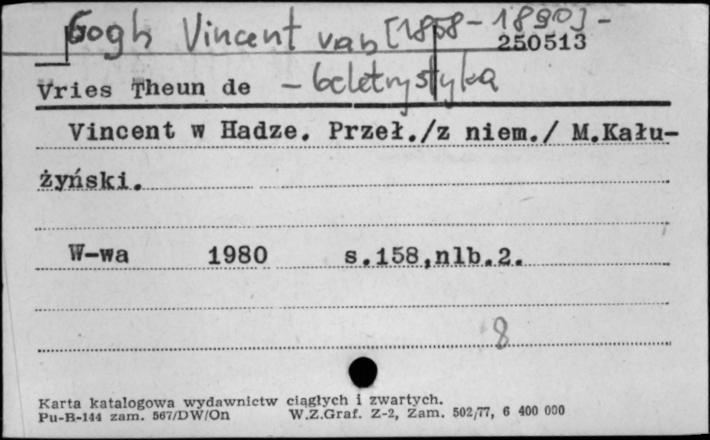 Gogh Vincent van [1858-1890] -
250513
Vries Theun de - beletrystyka
Vincent w Hadze. Przeł./z niem./ M.Kału-
żyński.
W-wa 1980 s.158,nlb.2.
8
Karta katalogowa wydawnictw ciągłych i zwartych.
Pu-B-144 zam. 567/DW/On W.Z.Graf. Z-2, Zam. 502/77, 6 400 000